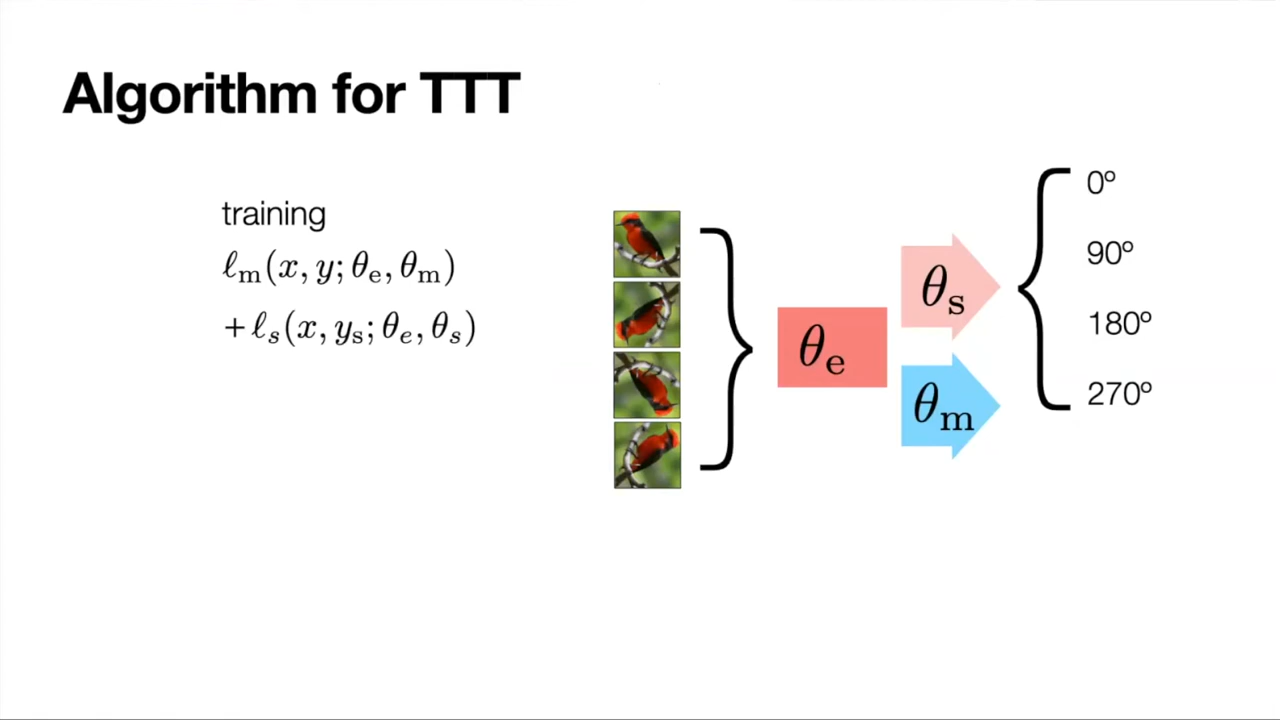 Algorithm for TTT
training
ℓm(x, y; θe, θm)
+ℓs(x, ys; θe, θs)
θe
θs
θm
0º
90º
180º
270º